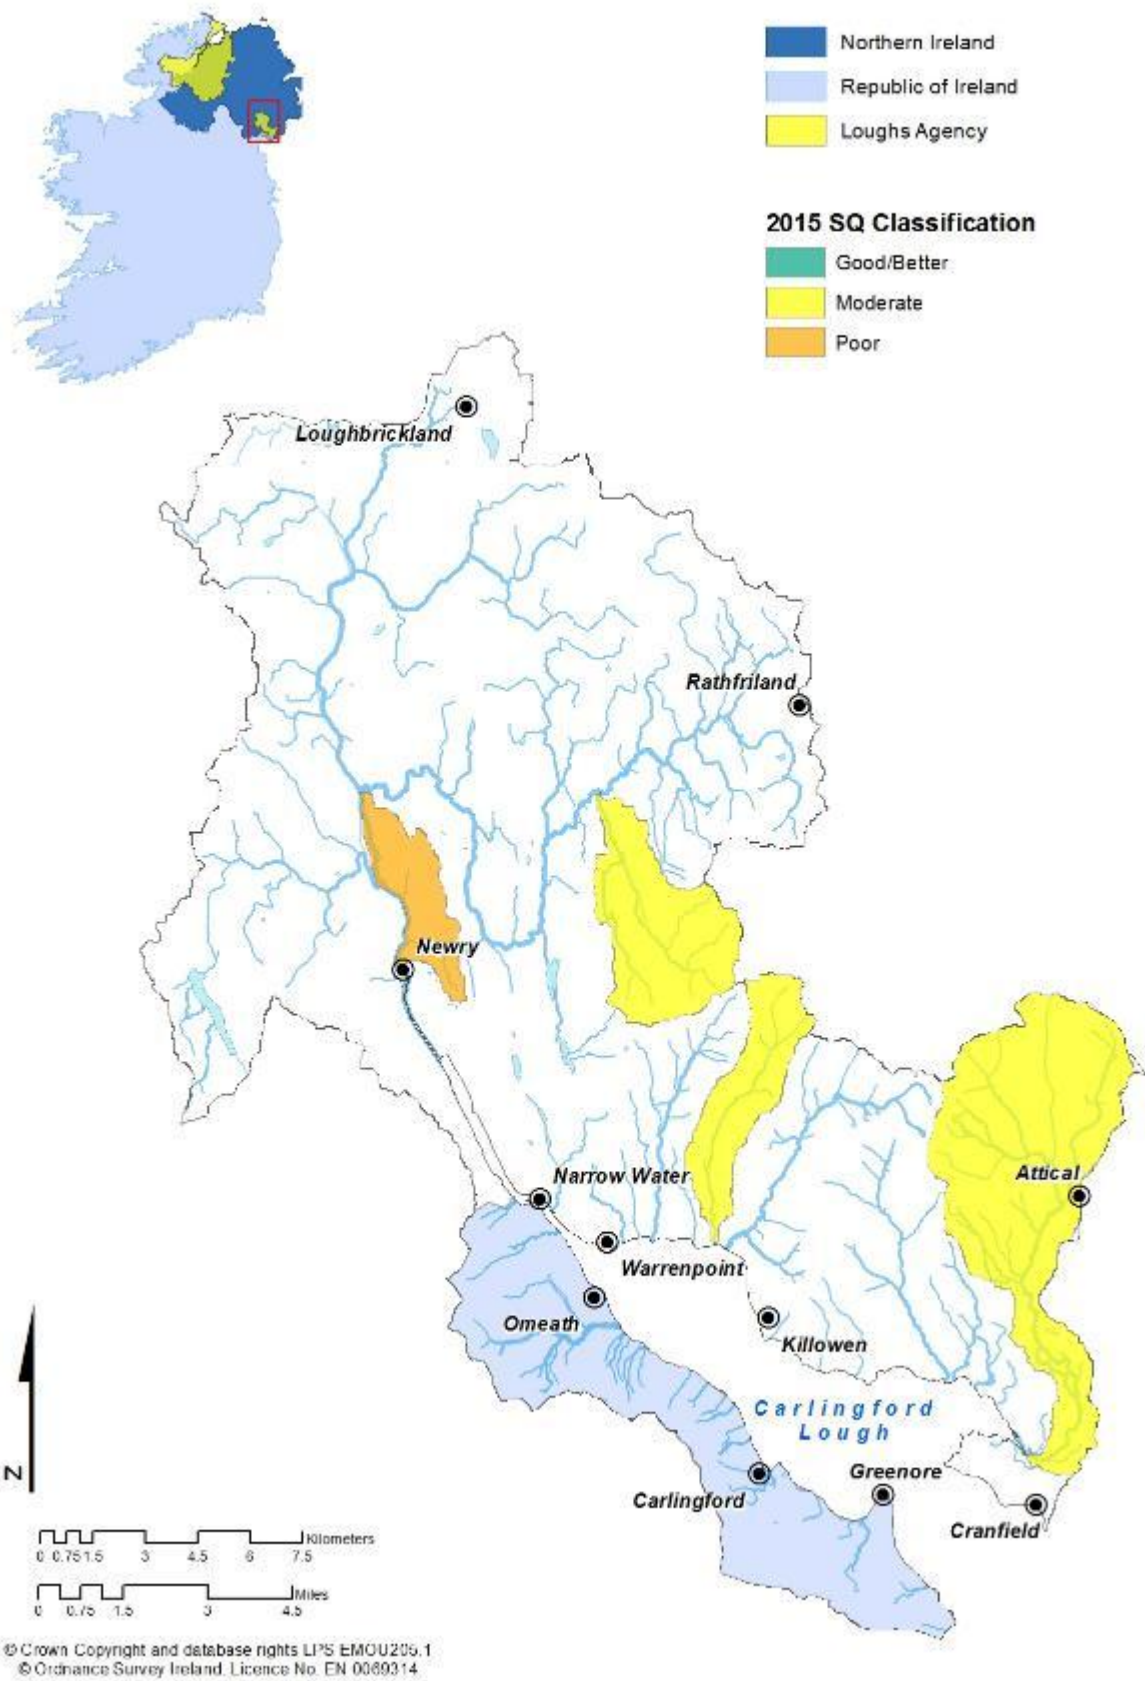 Northern Ireland
Republic of Ireland
Loughs Agency
2015 SQ Classification
Good/Better
Moderate
Poor
Loughbrickland
Rathfriland
Newry
Attical
Narrow Water
Warrenpoint
Omeath
Killowen
Carlingford
Lough
Greenore
Carlingford
Cranfield
N
Kilometers
0 0.75 1.5 3 4.5 6 7.5
Miles
0 0.75 1.5 3 4.5
© Crown Copyright and database rights LPS EMOU205.1
© Ordnance Survey Ireland. Licence No. EN 0069314